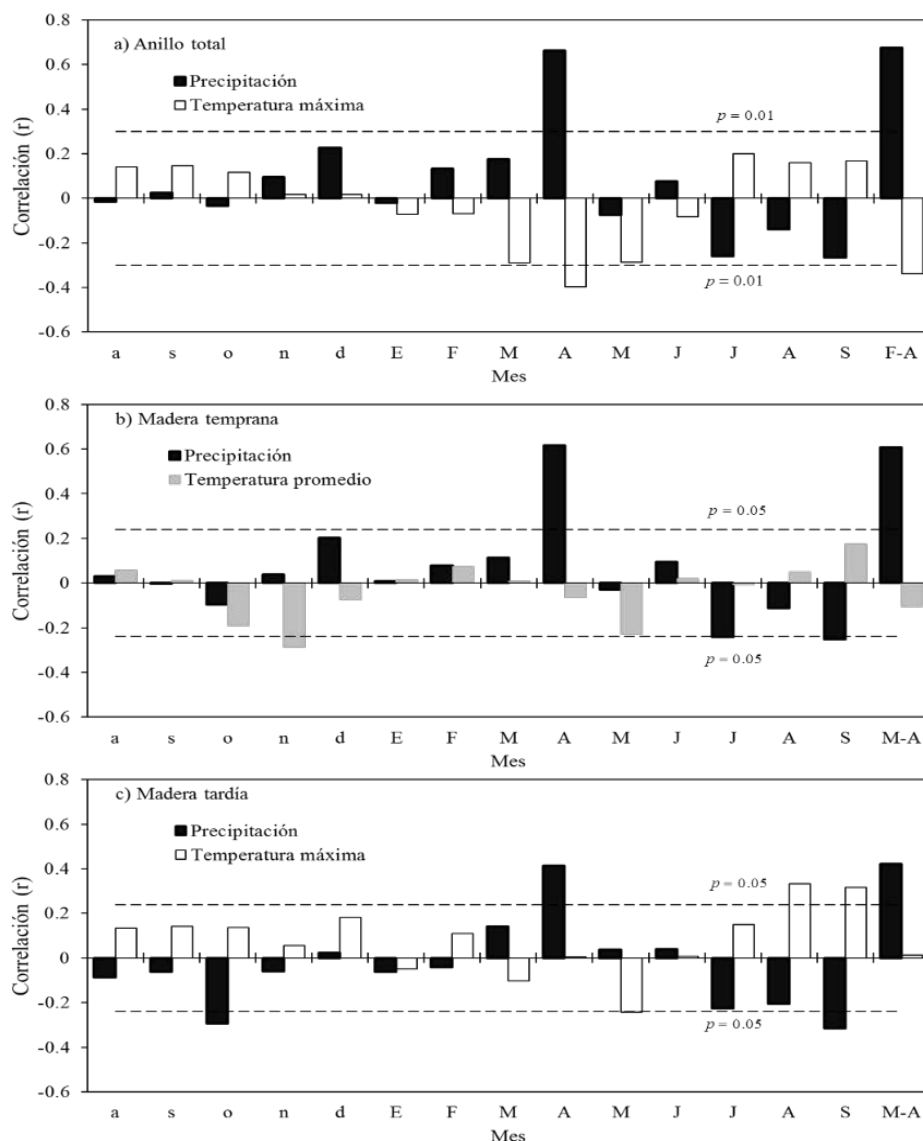 a) Anillo total
Precipitación
Temperatura máxima
p = 0.01
p = 0.01
Correlación (r)
0.8
0.6
0.4
0.2
0
-0.2
-0.4
-0.6
a s o n d E F M A M J J A S F-A
Mes
b) Madera temprana
Precipitación
Temperatura promedio
p = 0.05
p = 0.05
Correlación (r)
0.8
0.6
0.4
0.2
0
-0.2
-0.4
-0.6
a s o n d E F M A M J J A S M-A
Mes
c) Madera tardía
Precipitación
Temperatura máxima
p = 0.05
p = 0.05
Correlación (r)
0.8
0.6
0.4
0.2
0
-0.2
-0.4
-0.6
a s o n d E F M A M J J A S M-A
Mes